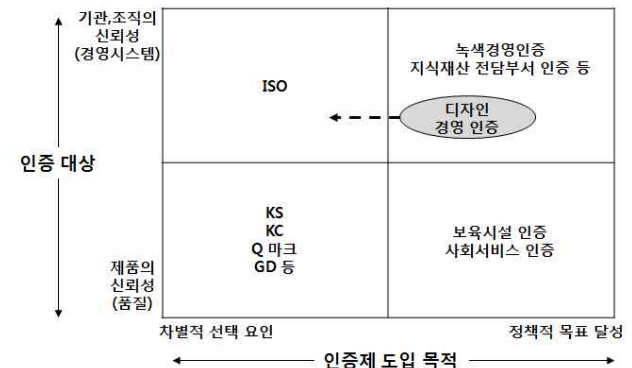 기관,조직의
신뢰성
(경영시스템)
녹색경영인증
지식재산 전담부서 인증 등
ISO
디자인
경영 인증
인증 대상
KS
KC
Q 마크
GD 등
보육시설 인증
사회서비스 인증
제품의
신뢰성
(품질)
차별적 선택 요인
정책적 목표 달성
인증제 도입 목적